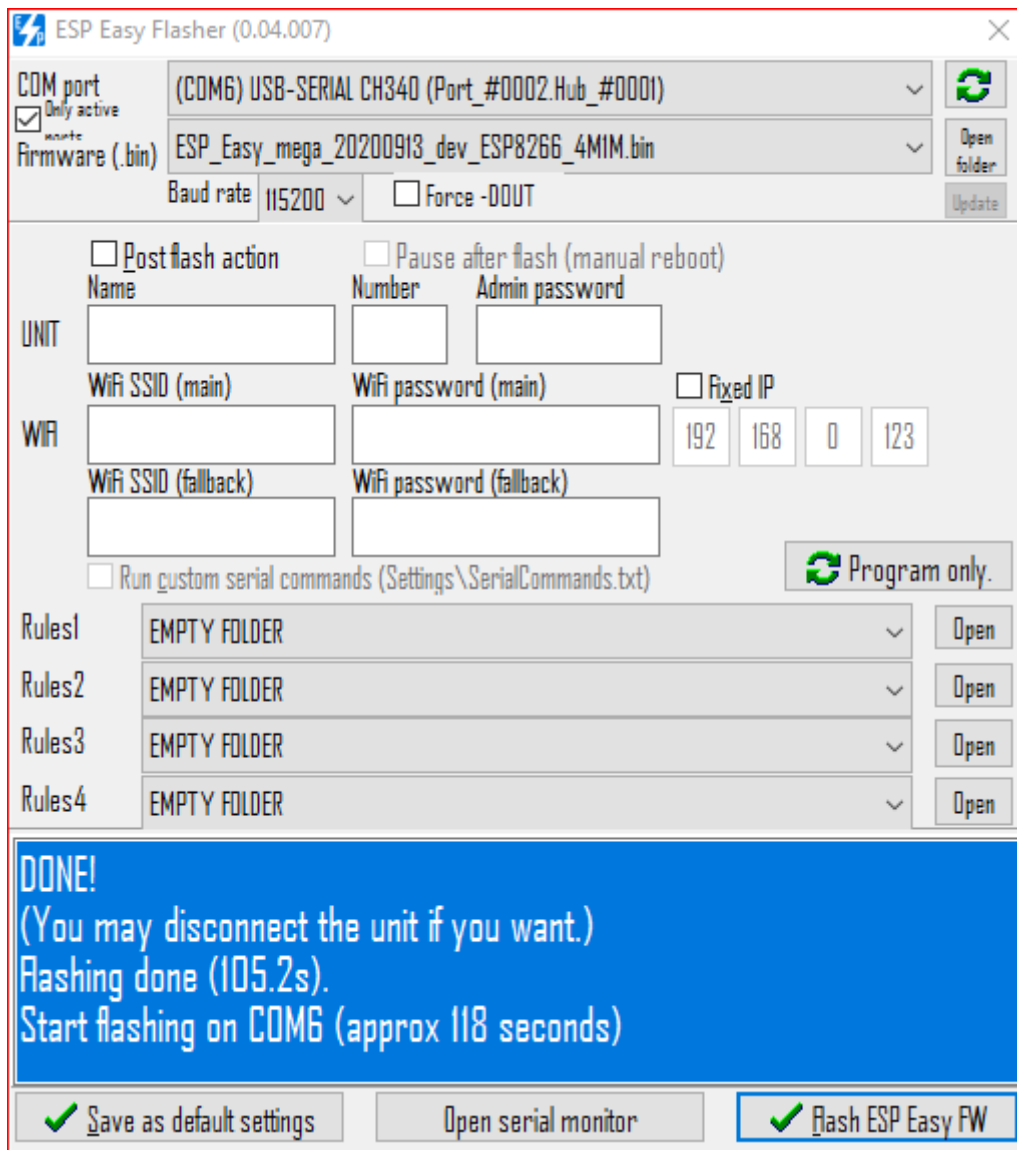 ESP Easy Flasher (0.04.007)
COM port
(COM6) USB-SERIAL CH340 (Port_#0002.Hub_#0001)
Only active
Firmware (.bin)
ESP_Easy_mega_20200913_dev_ESP8266_4M1M.bin
Open
folder
Baud rate 115200 Force -DOUT
Update
Post flash action Pause after flash (manual reboot)
Name Number Admin password
UNIT
WiFi SSID (main) WiFi password (main) Fixed IP
WIFI 192 168 0 123
WiFi SSID (fallback) WiFi password (fallback)
Run custom serial commands (Settings\SerialCommands.txt)
Program only.
Rules1 EMPTY FOLDER Open
Rules2 EMPTY FOLDER Open
Rules3 EMPTY FOLDER Open
Rules4 EMPTY FOLDER Open
DONE!
(You may disconnect the unit if you want.)
Flashing done (105.2s).
Start flashing on COM6 (approx 118 seconds)
Save as default settings Open serial monitor Flash ESP Easy FW